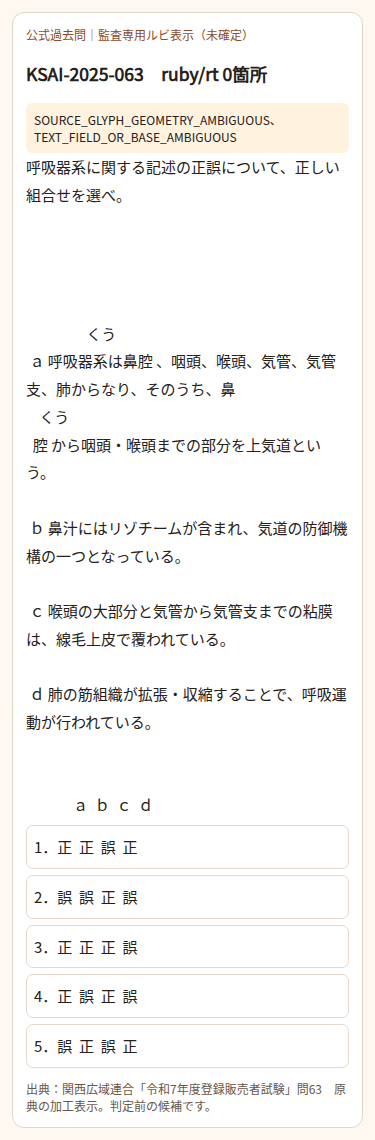 公式過去問｜監査専用ルビ表示（未確定）
KSAI-2025-063　ruby/rt 0箇所
SOURCE_GLYPH_GEOMETRY_AMBIGUOUS、
TEXT_FIELD_OR_BASE_AMBIGUOUS
呼吸器系に関する記述の正誤について、正しい
組合せを選べ。
くう
ａ 呼吸器系は鼻腔 、咽頭、喉頭、気管、気管
支、肺からなり、そのうち、鼻
くう
腔 から咽頭・喉頭までの部分を上気道とい
う。
ｂ 鼻汁にはリゾチームが含まれ、気道の防御機
構の一つとなっている。
ｃ 喉頭の大部分と気管から気管支までの粘膜
は、線毛上皮で覆われている。
ｄ 肺の筋組織が拡張・収縮することで、呼吸運
動が行われている。
ａ ｂ ｃ ｄ
1．正 正 誤 正
2．誤 誤 正 誤
3．正 正 正 誤
4．正 誤 正 誤
5．誤 正 誤 正
出典：関西広域連合「令和7年度登録販売者試験」問63　原
典の加工表示。判定前の候補です。